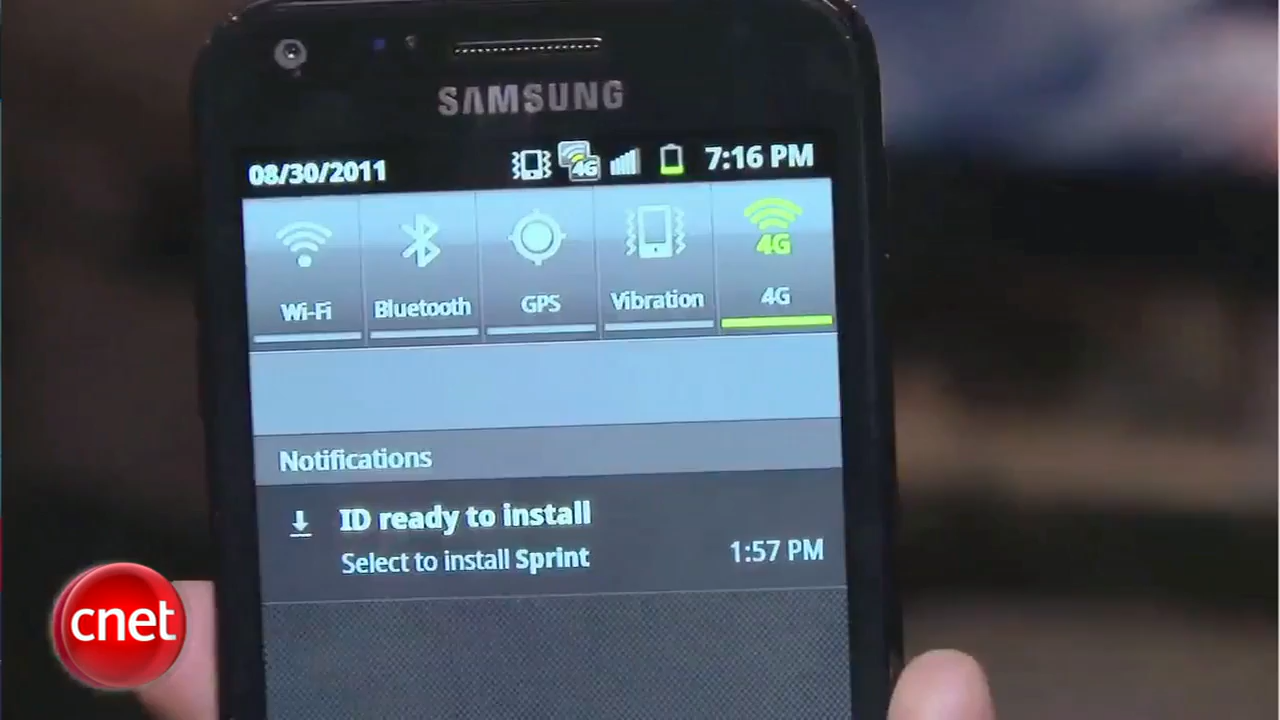 SAMSUNG
08/30/2011 4G 7:16 PM
4G
Wi-Fi Bluetooth GPS Vibration 4G
Notifications
ID ready to install
Select to install Sprint 1:57 PM
cnet